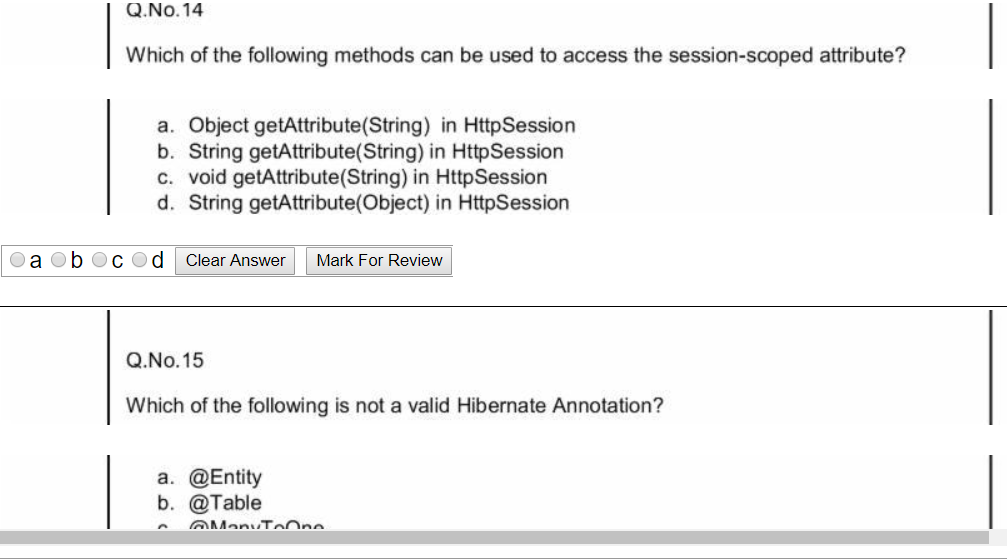 Q.No.14
Which of the following methods can be used to access the session-scoped attribute?
a. Object getAttribute(String) in HttpSession
b. String getAttribute(String) in HttpSession
c. void getAttribute(String) in HttpSession
d. String getAttribute(Object) in HttpSession
a b c d Clear Answer Mark For Review
Q.No.15
Which of the following is not a valid Hibernate Annotation?
a. @Entity
b. @Table
c. @ManyToOne